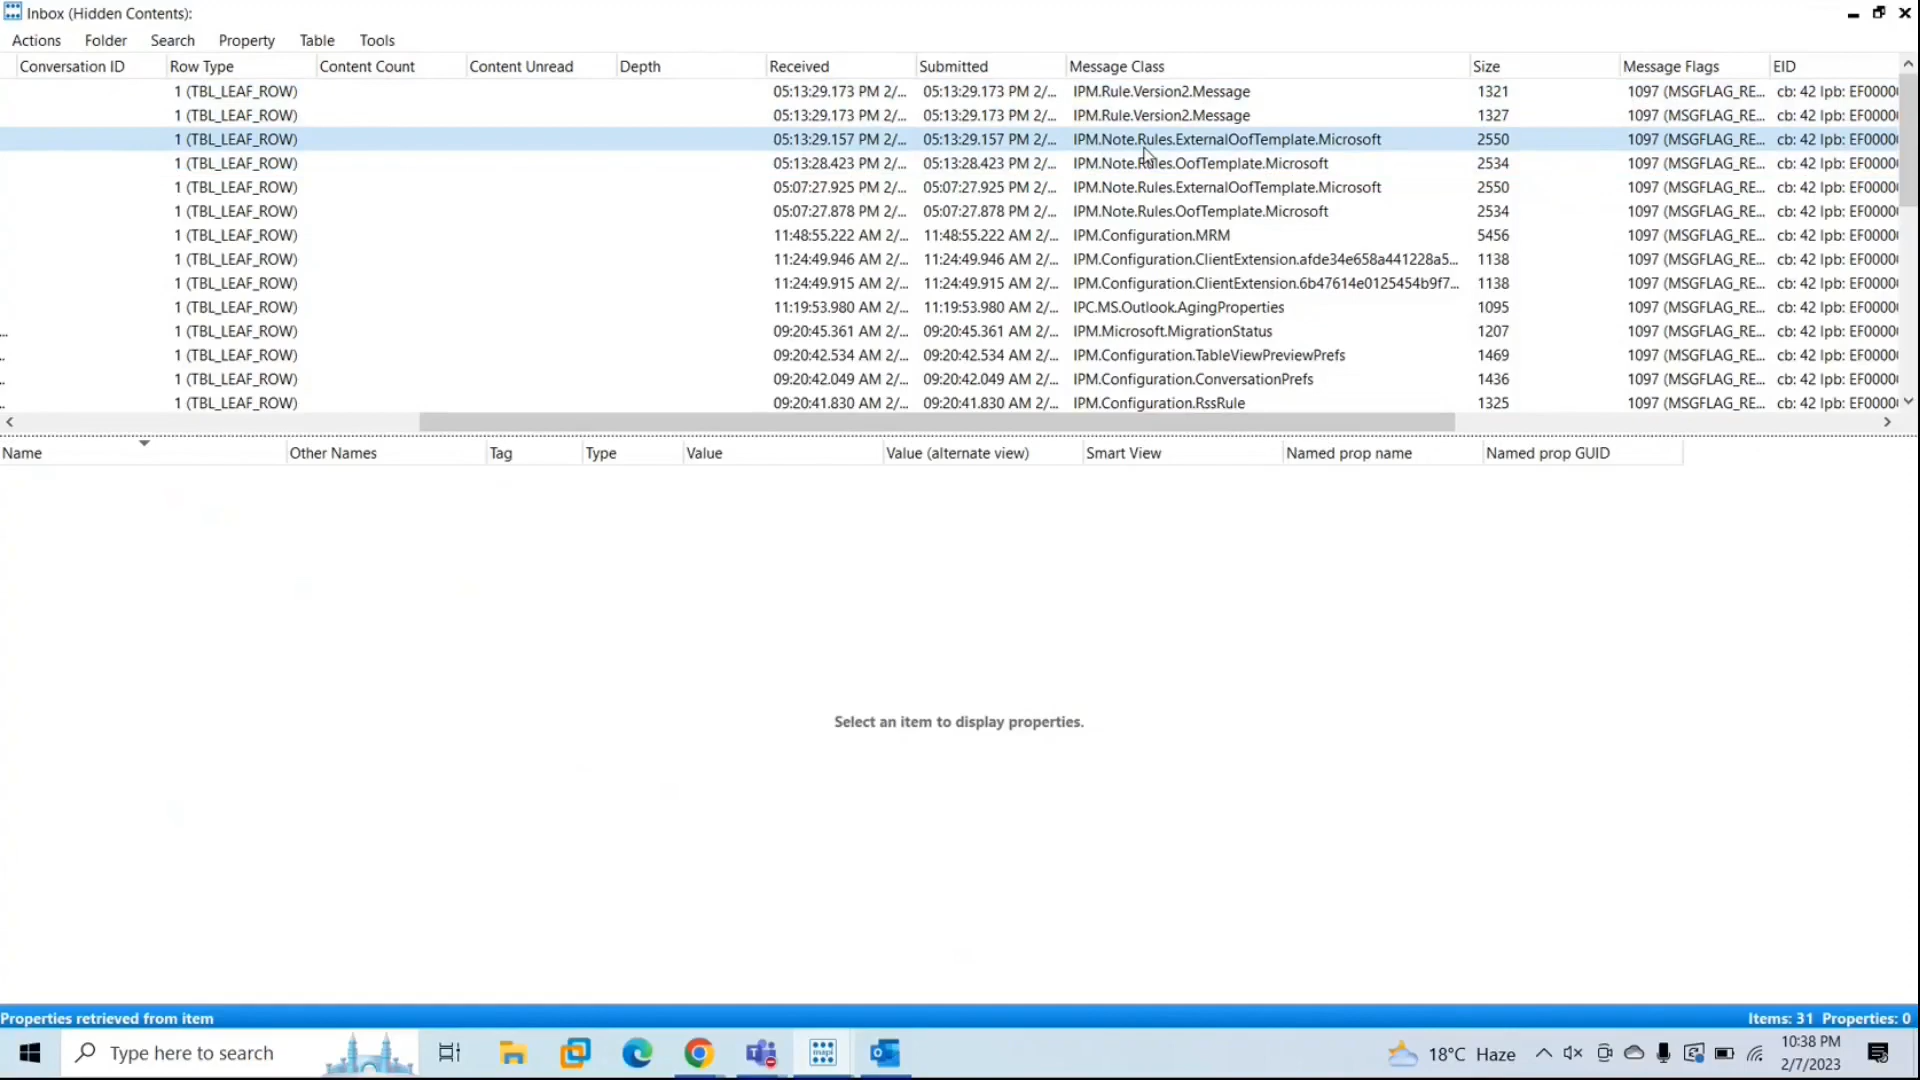 Inbox (Hidden Contents):
Actions Folder Search Property Table Tools
Conversation ID Row Type Content Count Content Unread Depth Received Submitted Message Class Size Message Flags EID
1 (TBL_LEAF_ROW) 05:13:29.173 PM 2/... 05:13:29.173 PM 2/... IPM.Rule.Version2.Message 1321 1097 (MSGFLAG_RE... cb: 42 lpb: EF0000
1 (TBL_LEAF_ROW) 05:13:29.173 PM 2/... 05:13:29.173 PM 2/... IPM.Rule.Version2.Message 1327 1097 (MSGFLAG_RE... cb: 42 lpb: EF0000
1 (TBL_LEAF_ROW) 05:13:29.157 PM 2/... 05:13:29.157 PM 2/... IPM.Note.Rules.ExternalOofTemplate.Microsoft 2550 1097 (MSGFLAG_RE... cb: 42 lpb: EF0000
1 (TBL_LEAF_ROW) 05:13:28.423 PM 2/... 05:13:28.423 PM 2/... IPM.Note.Rules.OofTemplate.Microsoft 2534 1097 (MSGFLAG_RE... cb: 42 lpb: EF0000
1 (TBL_LEAF_ROW) 05:07:27.925 PM 2/... 05:07:27.925 PM 2/... IPM.Note.Rules.ExternalOofTemplate.Microsoft 2550 1097 (MSGFLAG_RE... cb: 42 lpb: EF0000
1 (TBL_LEAF_ROW) 05:07:27.878 PM 2/... 05:07:27.878 PM 2/... IPM.Note.Rules.OofTemplate.Microsoft 2534 1097 (MSGFLAG_RE... cb: 42 lpb: EF0000
1 (TBL_LEAF_ROW) 11:48:55.222 AM 2/... 11:48:55.222 AM 2/... IPM.Configuration.MRM 5456 1097 (MSGFLAG_RE... cb: 42 lpb: EF0000
1 (TBL_LEAF_ROW) 11:24:49.946 AM 2/... 11:24:49.946 AM 2/... IPM.Configuration.ClientExtension.afde34e658a441228a5... 1138 1097 (MSGFLAG_RE... cb: 42 lpb: EF0000
1 (TBL_LEAF_ROW) 11:24:49.915 AM 2/... 11:24:49.915 AM 2/... IPM.Configuration.ClientExtension.6b47614e0125454b9f7... 1138 1097 (MSGFLAG_RE... cb: 42 lpb: EF0000
1 (TBL_LEAF_ROW) 11:19:53.980 AM 2/... 11:19:53.980 AM 2/... IPC.MS.Outlook.AgingProperties 1095 1097 (MSGFLAG_RE... cb: 42 lpb: EF0000
... 1 (TBL_LEAF_ROW) 09:20:45.361 AM 2/... 09:20:45.361 AM 2/... IPM.Microsoft.MigrationStatus 1207 1097 (MSGFLAG_RE... cb: 42 lpb: EF0000
.. 1 (TBL_LEAF_ROW) 09:20:42.534 AM 2/... 09:20:42.534 AM 2/... IPM.Configuration.TableViewPreviewPrefs 1469 1097 (MSGFLAG_RE... cb: 42 lpb: EF0000
.. 1 (TBL_LEAF_ROW) 09:20:42.049 AM 2/... 09:20:42.049 AM 2/... IPM.Configuration.ConversationPrefs 1436 1097 (MSGFLAG_RE... cb: 42 lpb: EF0000
.. 1 (TBL_LEAF_ROW) 09:20:41.830 AM 2/... 09:20:41.830 AM 2/... IPM.Configuration.RssRule 1325 1097 (MSGFLAG_RE... cb: 42 lpb: EF0000
Name Other Names Tag Type Value Value (alternate view) Smart View Named prop name Named prop GUID
Select an item to display properties.
Properties retrieved from item Items: 31 Properties: 0
Type here to search mapi 18°C Haze 10:38 PM
2/7/2023